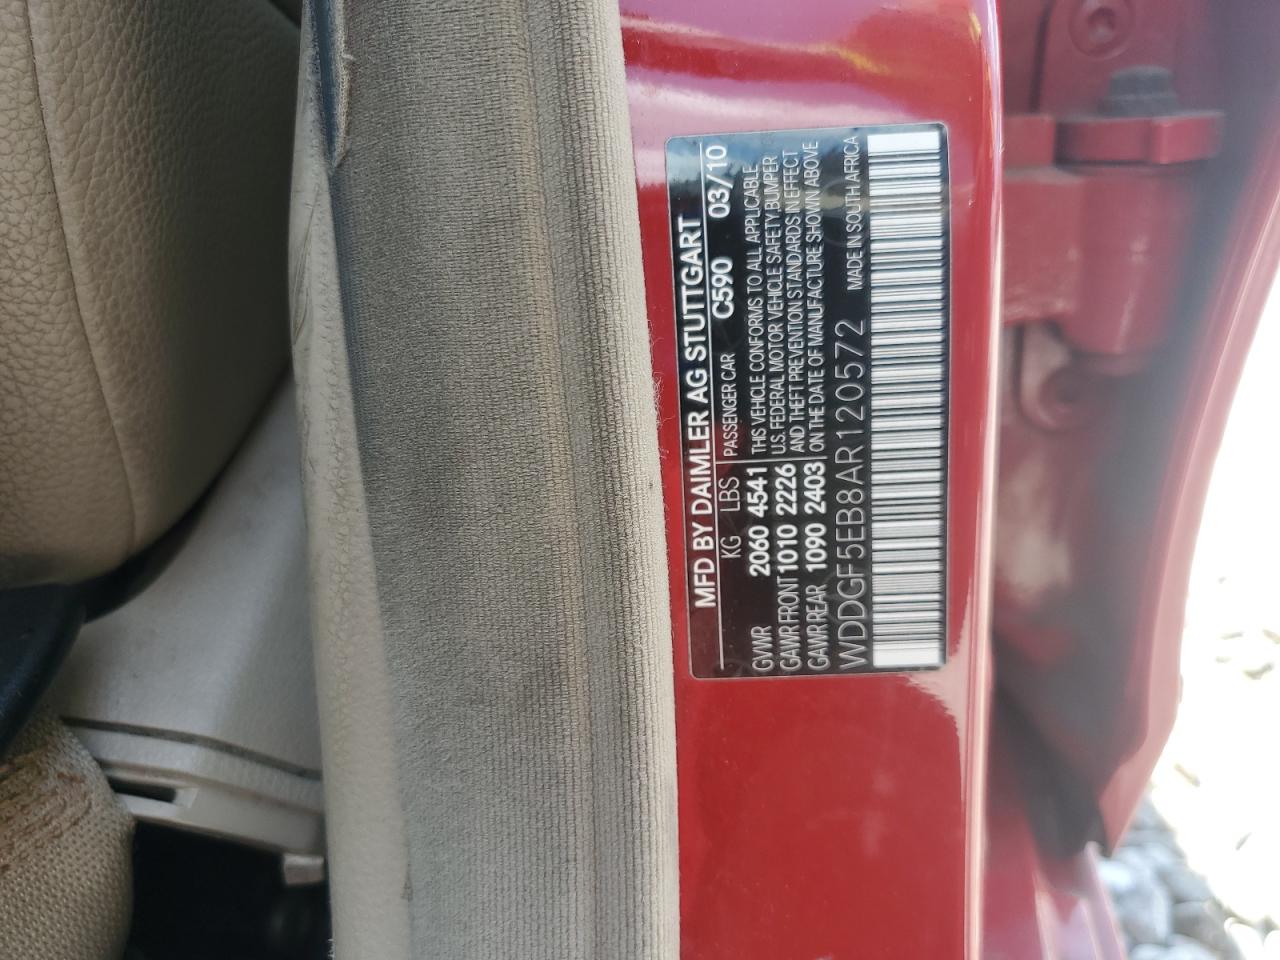 MFD BY DAIMLER AG STUTTGART
KG LBS PASSENGER CAR C590 03/10
GVWR 2060 4541 THIS VEHICLE CONFORMS TO ALL APPLICABLE
GAWR FRONT 1010 2226 U.S. FEDERAL MOTOR VEHICLE SAFETY, BUMPER
GAWR REAR 1090 2403 AND THEFT PREVENTION STANDARDS IN EFFECT
ON THE DATE OF MANUFACTURE SHOWN ABOVE
WDDGF5EB8AR120572 MADE IN SOUTH AFRICA